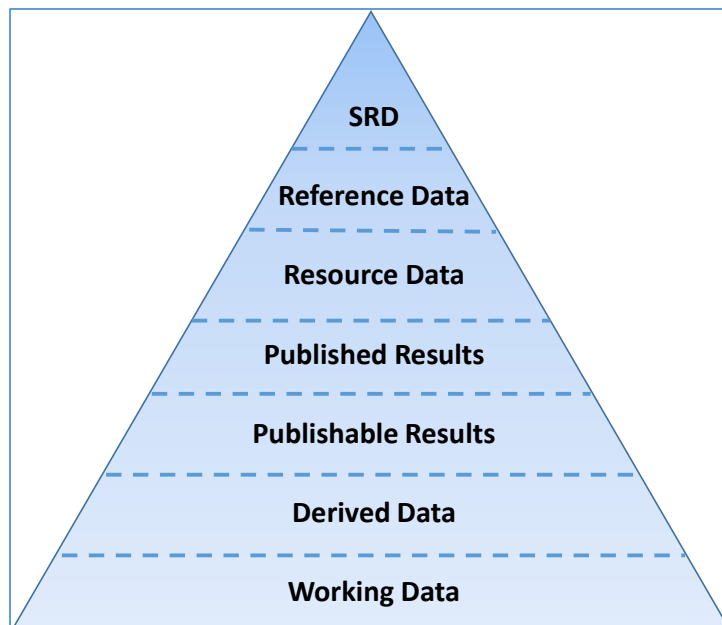 SRD
Reference Data
Resource Data
Published Results
Publishable Results
Derived Data
Working Data